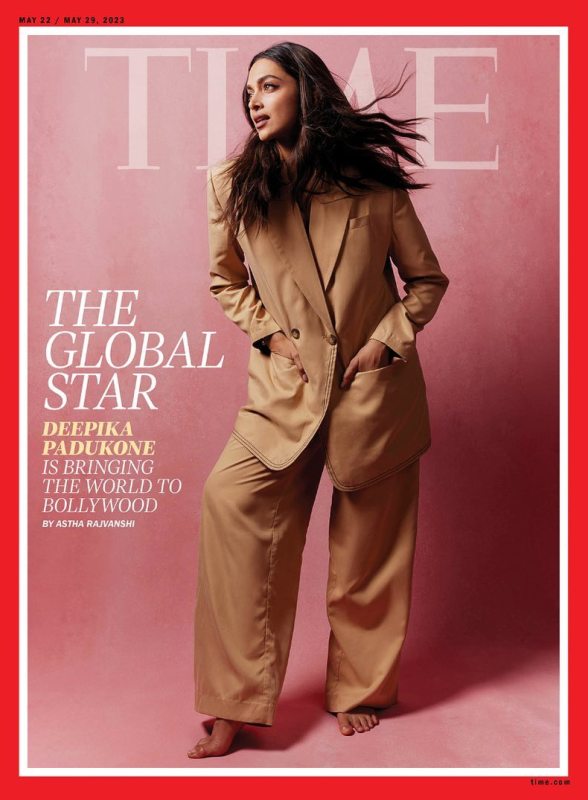 MAY 22 / MAY 29, 2023
TIME
THE
GLOBAL
STAR
DEEPIKA
PADUKONE
IS BRINGING
THE WORLD TO
BOLLYWOOD
BY ASTHA RAJVANSHI
time.com